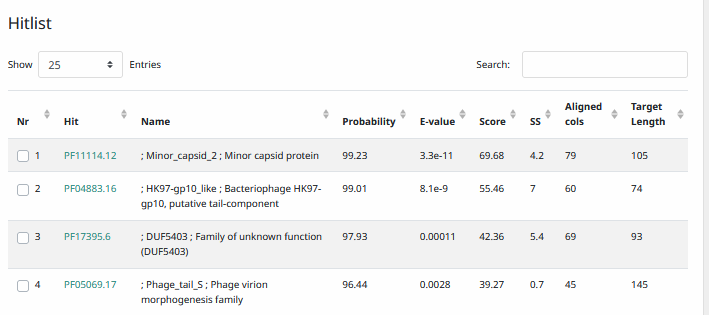 Hitlist
Show 25 Entries Search:
Nr Hit Name Probability E-value Score SS Aligned cols Target Length
1 PF11114.12 ; Minor_capsid_2 ; Minor capsid protein 99.23 3.3e-11 69.68 4.2 79 105
2 PF04883.16 ; HK97-gp10_like ; Bacteriophage HK97- 99.01 8.1e-9 55.46 7 60 74
gp10, putative tail-component
3 PF17395.6 ; DUF5403 ; Family of unknown function 97.93 0.00011 42.36 5.4 69 93
(DUF5403)
4 PF05069.17 ; Phage_tail_S ; Phage virion 96.44 0.0028 39.27 0.7 45 145
morphogenesis family